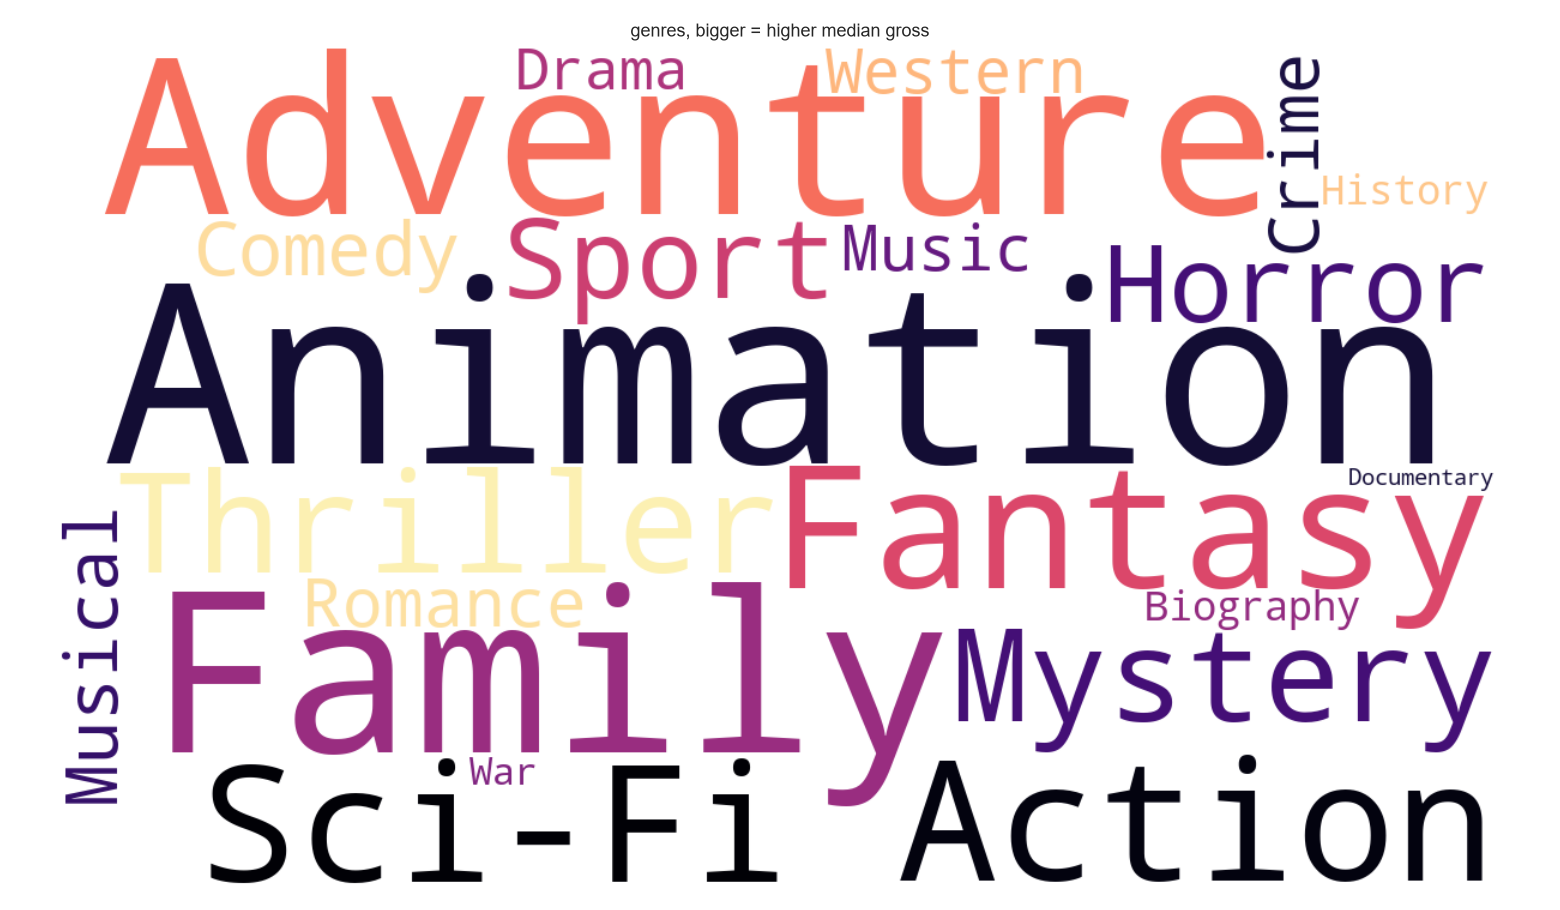 genres, bigger = higher median gross
Drama
Western
Adventure
Crime
History
Comedy
Sport
Music
Horror
Animation
Thriller
Fantasy
Documentary
Musical
Romance
Biography
Family
Mystery
War
Sci-Fi
Action